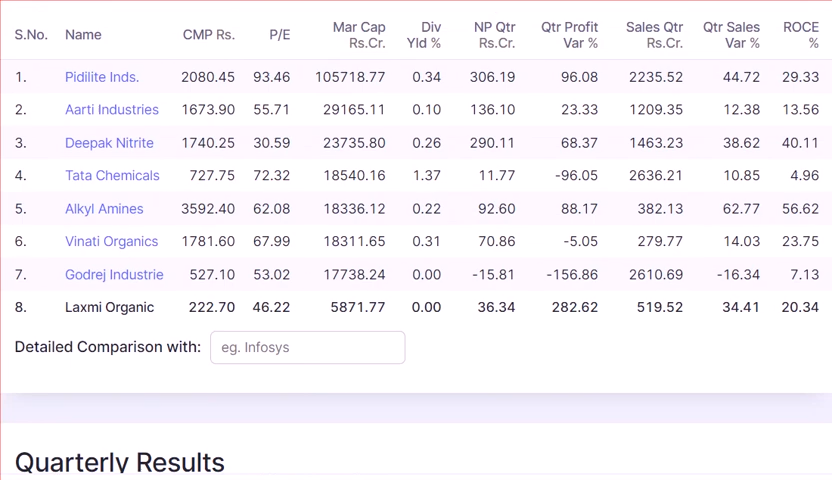 S.No. Name CMP Rs. P/E Mar Cap Rs.Cr. Div Yld % NP Qtr Rs.Cr. Qtr Profit Var % Sales Qtr Rs.Cr. Qtr Sales Var % ROCE %
1. Pidilite Inds. 2080.45 93.46 105718.77 0.34 306.19 96.08 2235.52 44.72 29.33
2. Aarti Industries 1673.90 55.71 29165.11 0.10 136.10 23.33 1209.35 12.38 13.56
3. Deepak Nitrite 1740.25 30.59 23735.80 0.26 290.11 68.37 1463.23 38.62 40.11
4. Tata Chemicals 727.75 72.32 18540.16 1.37 11.77 -96.05 2636.21 10.85 4.96
5. Alkyl Amines 3592.40 62.08 18336.12 0.22 92.60 88.17 382.13 62.77 56.62
6. Vinati Organics 1781.60 67.99 18311.65 0.31 70.86 -5.05 279.77 14.03 23.75
7. Godrej Industrie 527.10 53.02 17738.24 0.00 -15.81 -156.86 2610.69 -16.34 7.13
8. Laxmi Organic 222.70 46.22 5871.77 0.00 36.34 282.62 519.52 34.41 20.34
Detailed Comparison with: eg. Infosys
Quarterly Results